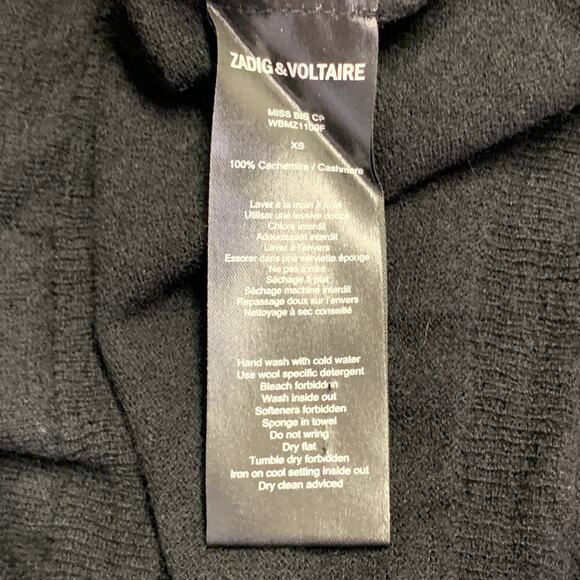 ZADIG & VOLTAIRE
MISS BIS CP
WBMZ1109F
XS
100% Cachemire / Cashmere
Laver à la main à froid
Utiliser une lessive douce
Chlore interdit
Adoucissant interdit
Laver à l'envers
Essorer dans une serviette éponge
Ne pas tordre
Séchage à plat
Séchage machine interdit
Repassage doux sur l'envers
Nettoyage à sec conseillé
Hand wash with cold water
Use wool specific detergent
Bleach forbidden
Wash inside out
Softeners forbidden
Sponge in towel
Do not wring
Dry flat
Tumble dry forbidden
Iron on cool setting inside out
Dry clean adviced